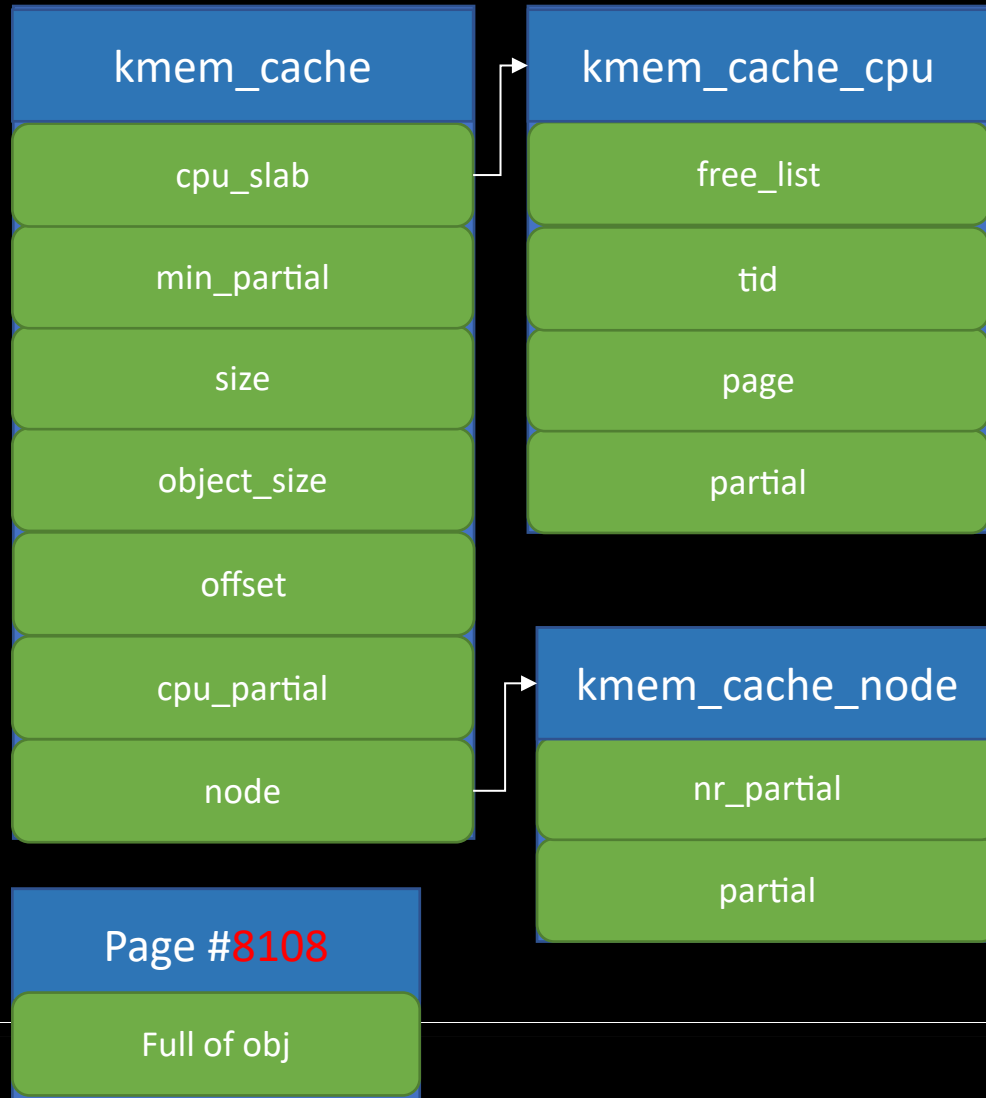 kmem_cache
cpu_slab
min_partial
size
object_size
offset
cpu_partial
node
kmem_cache_cpu
free_list
tid
page
partial
kmem_cache_node
nr_partial
partial
Page #8108
Full of obj